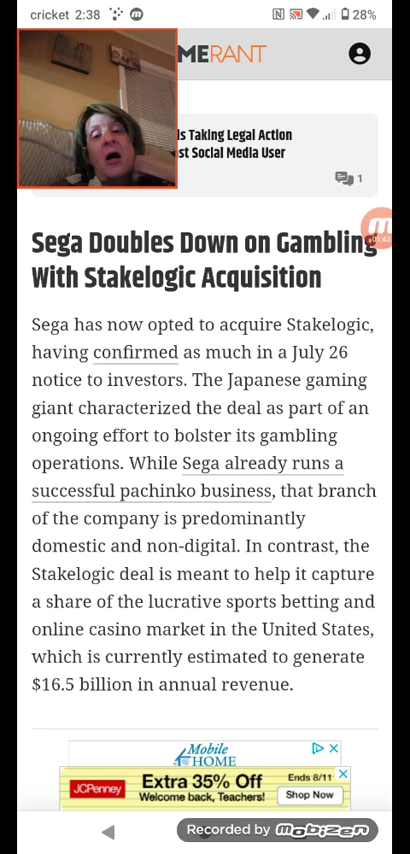 cricket 2:38
28%
MERANT
ls Taking Legal Action
st Social Media User
1
01:43
Sega Doubles Down on Gambling
With Stakelogic Acquisition
Sega has now opted to acquire Stakelogic,
having confirmed as much in a July 26
notice to investors. The Japanese gaming
giant characterized the deal as part of an
ongoing effort to bolster its gambling
operations. While Sega already runs a
successful pachinko business, that branch
of the company is predominantly
domestic and non-digital. In contrast, the
Stakelogic deal is meant to help it capture
a share of the lucrative sports betting and
online casino market in the United States,
which is currently estimated to generate
$16.5 billion in annual revenue.
Mobile
HOME
JCPenney
Extra 35% Off
Welcome back, Teachers!
Ends 8/11
Shop Now
Recorded by mobizen